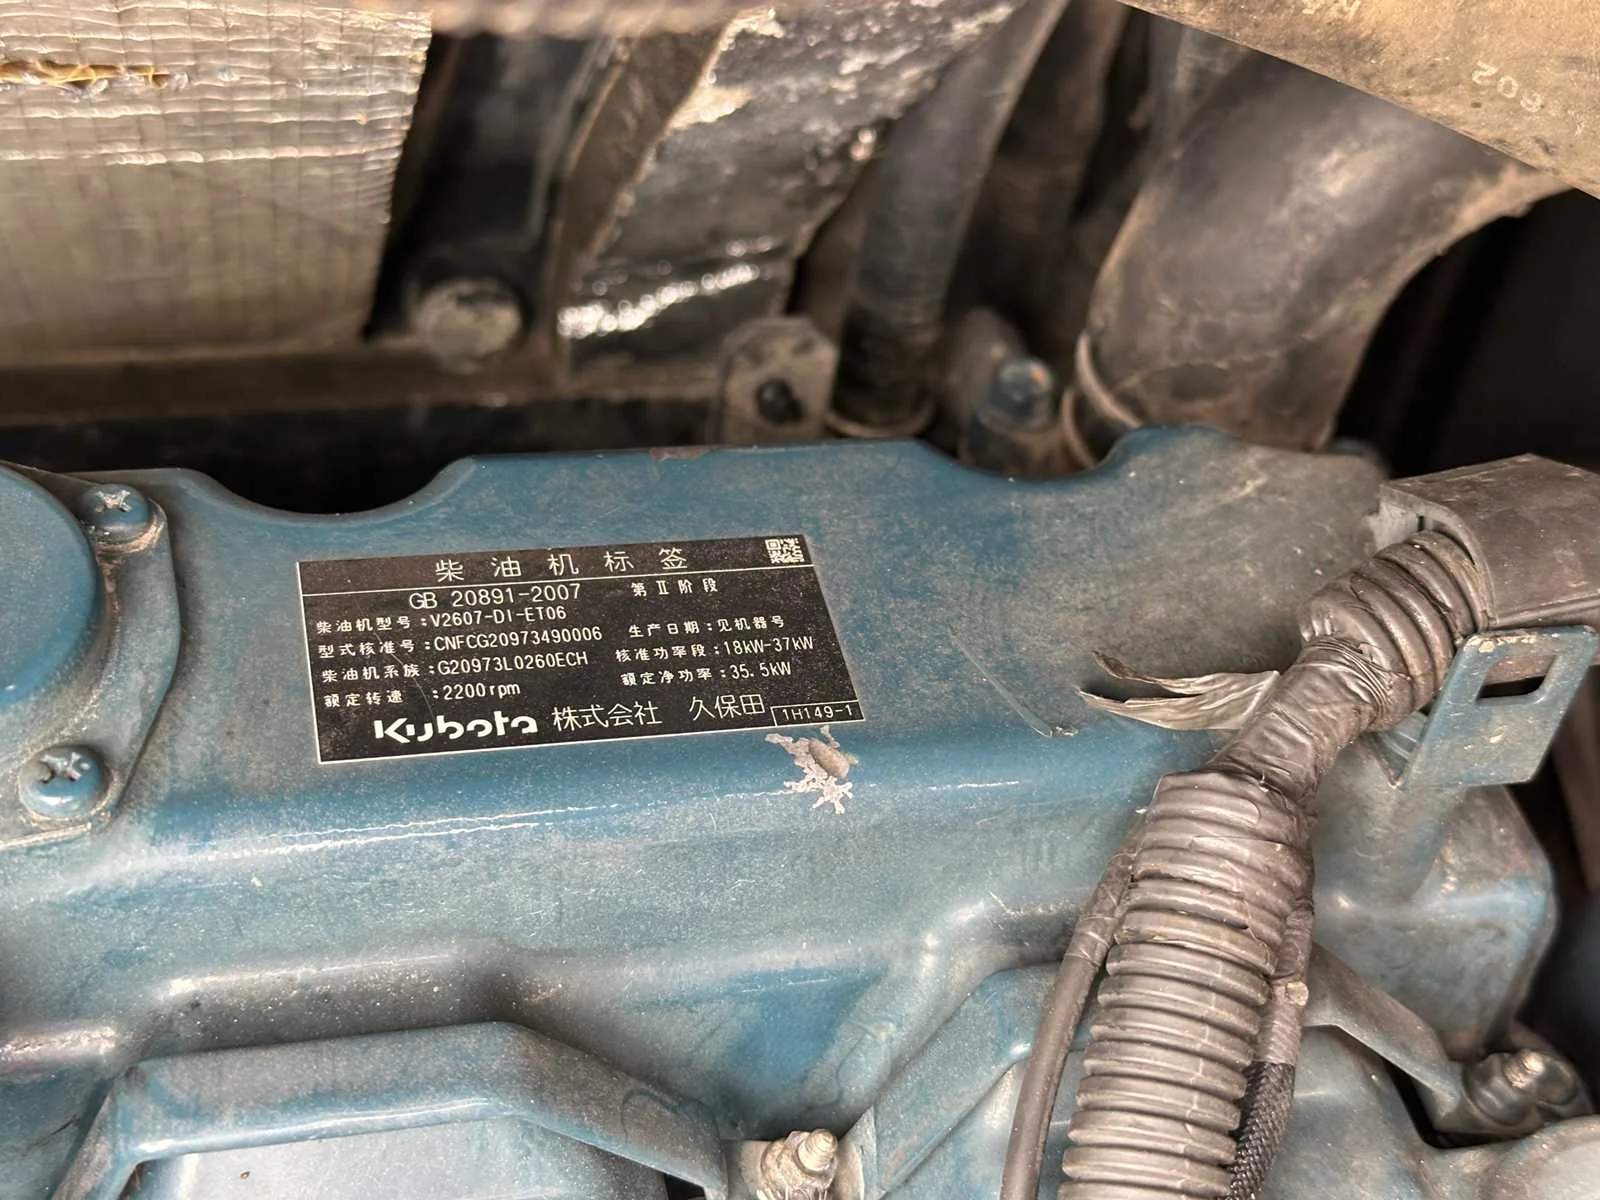 602
柴油机标签
GB 20891-2007 第Ⅱ阶段
柴油机型号:V2607-DI-ET06
型式核准号:CNFCG20973490006 生产日期:见机器号
柴油机系族:G20973L0260ECH 核准功率段:18kW-37kW
额定转速:2200rpm 额定净功率:35.5kW
Kubota 株式会社 久保田 1H149-1